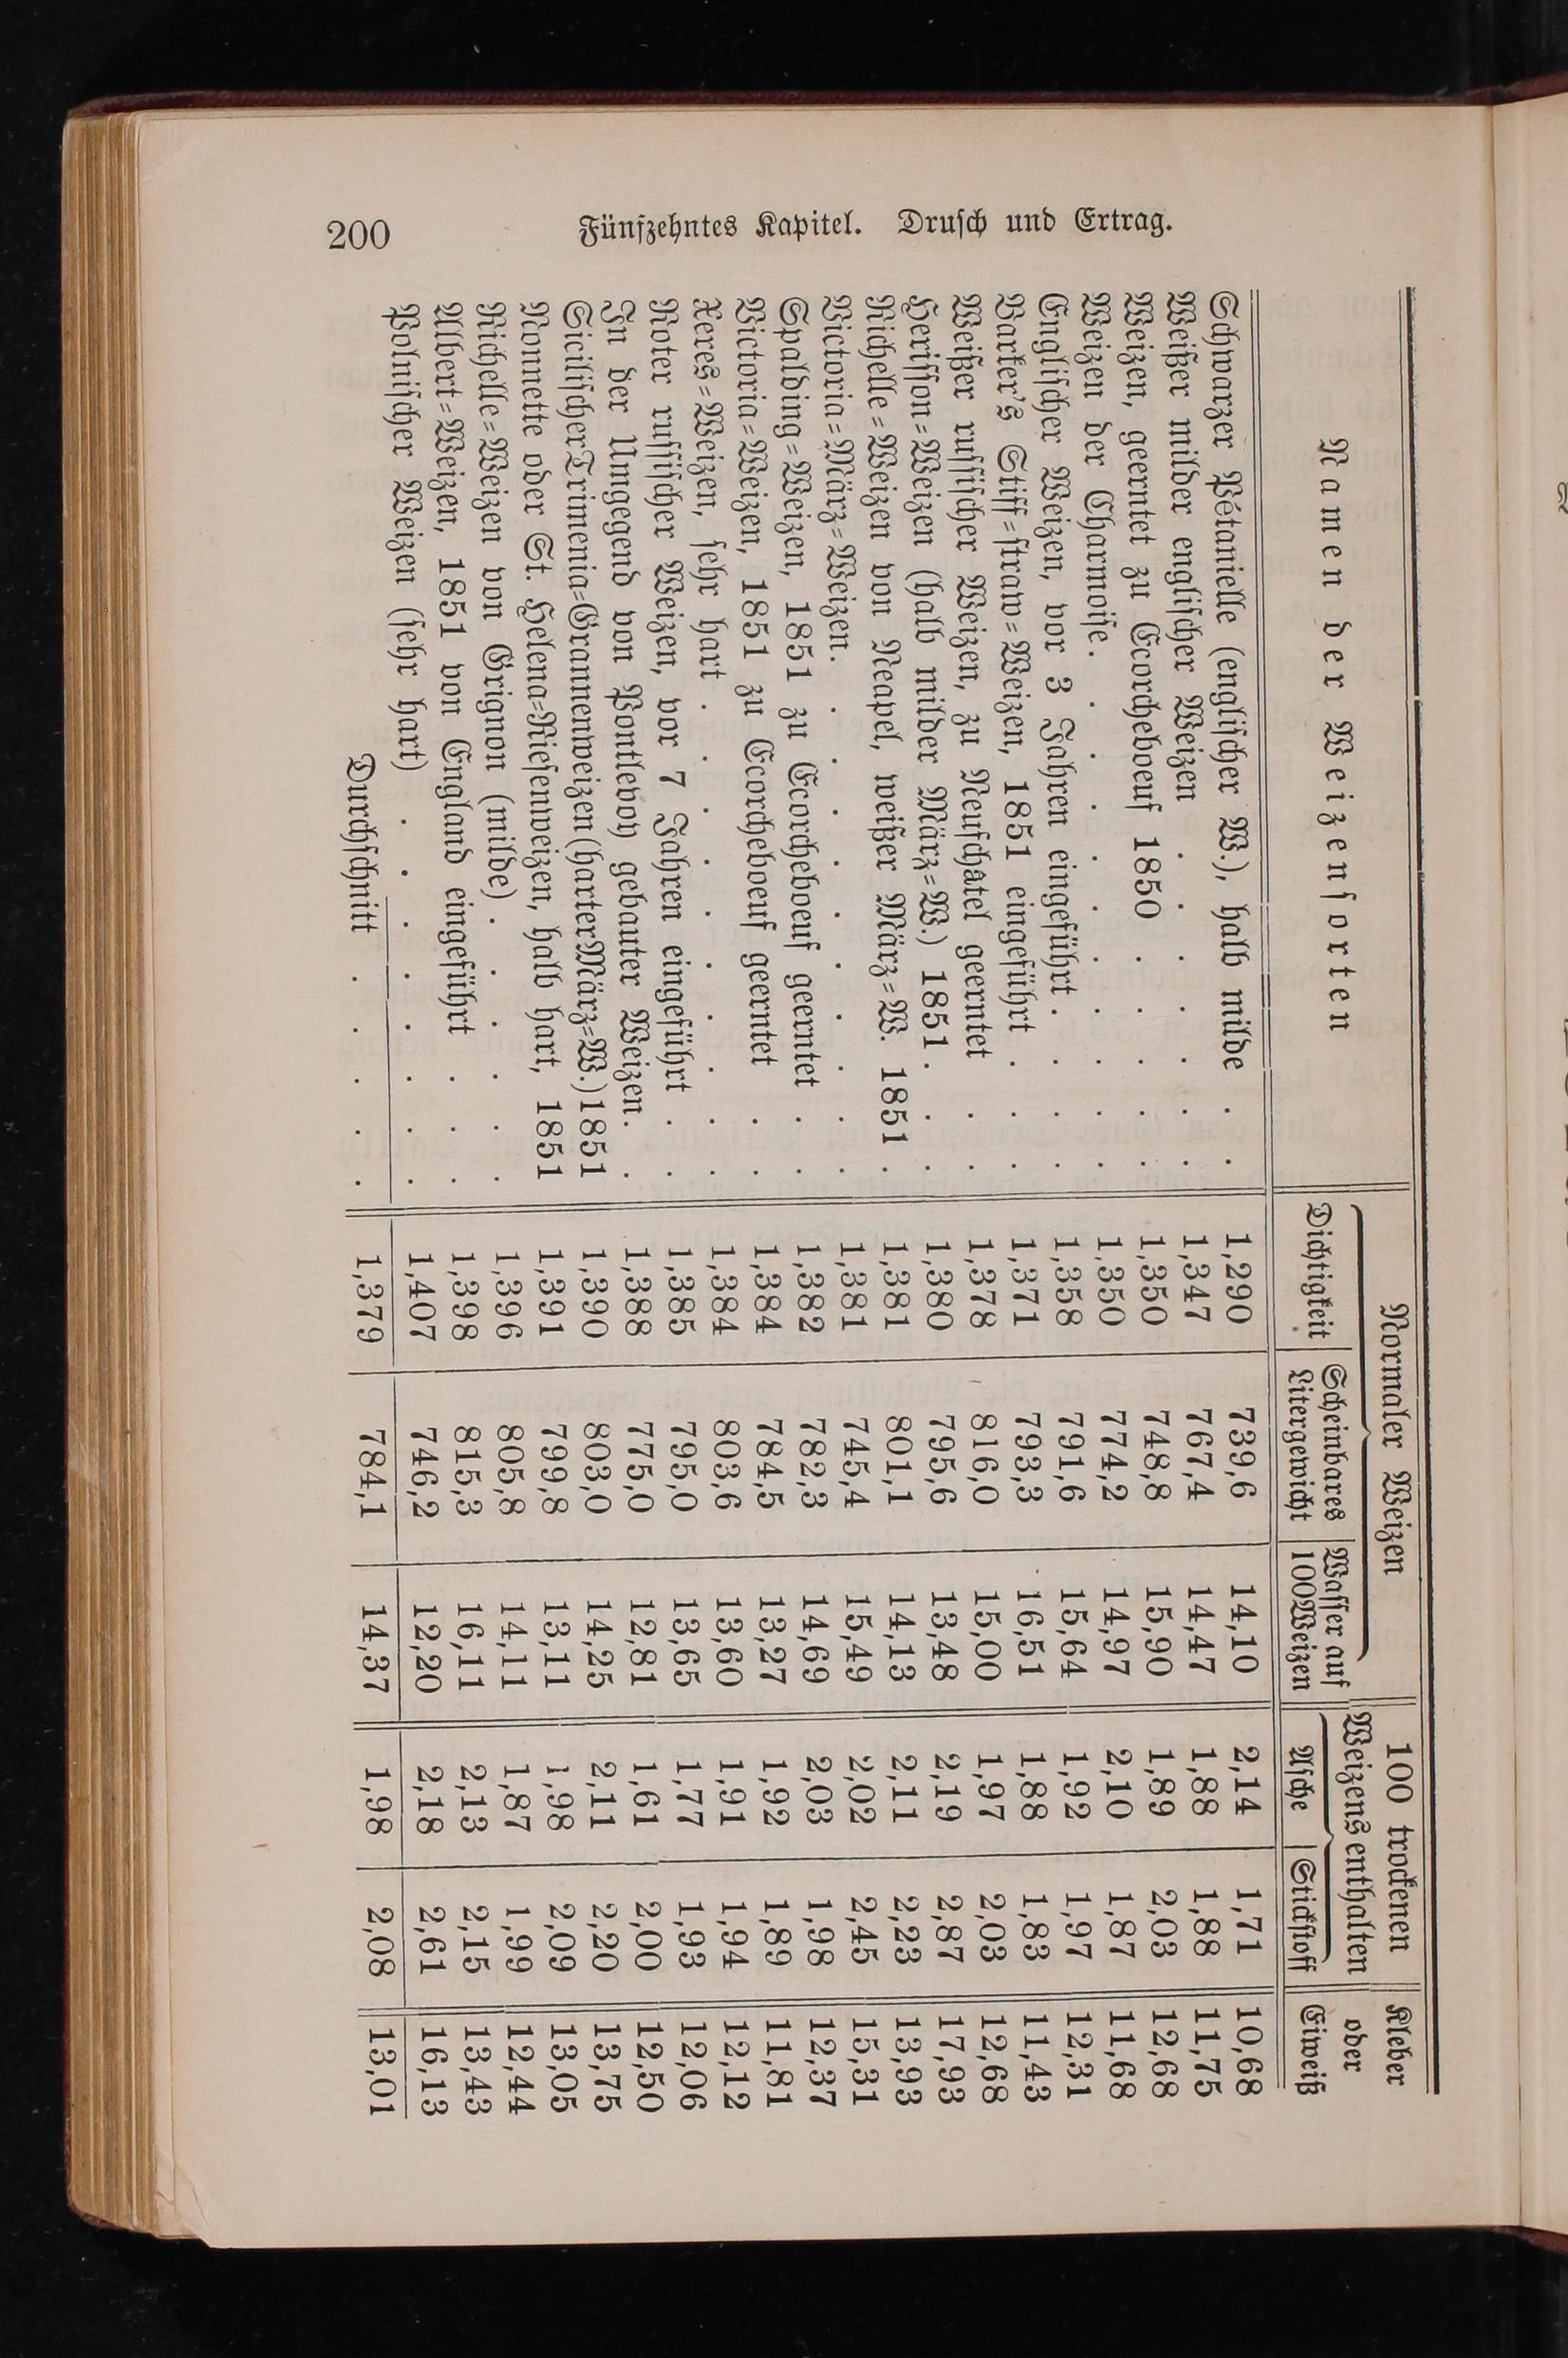 200 Fünfzehntes Kapitel. Drusch und Ertrag.
Namen der Weizensorten
Normaler Weizen
Dichtigkeit
Scheinbares
Litergewicht
Wasser auf
100 Weizen
100 trockenen
Weizens enthalten
Asche
Stickstoff
Kleber
oder
Eiweiß
Schwarzer Pétanielle (englischer W.), halb milde . . 1,290 739,6 14,10 2,14 1,71 10,68
Weißer milder englischer Weizen . . . . . . . 1,347 767,4 14,47 1,88 1,88 11,75
Weizen, geerntet zu Ecorcheboeuf 1850 . . . . . 1,350 748,8 15,90 1,89 2,03 12,68
Weizen der Charmoise. . . . . . . . . . . 1,350 774,2 14,97 2,10 1,87 11,68
Englischer Weizen, vor 3 Jahren eingeführt . . . . 1,358 791,6 15,64 1,92 1,97 12,31
Barker's Stiff=straw=Weizen, 1851 eingeführt . . . 1,371 793,3 16,51 1,88 1,83 11,43
Weißer russischer Weizen, zu Neufchâtel geerntet . . 1,378 816,0 15,00 1,97 2,03 12,68
Herisson=Weizen (halb milder März=W.) 1851 . . . 1,380 795,6 13,48 2,19 2,87 17,93
Richelle=Weizen von Neapel, weißer März=W. 1851 . 1,381 801,1 14,13 2,11 2,23 13,93
Victoria=März=Weizen. . . . . . . . . . . 1,381 745,4 15,49 2,02 2,45 15,31
Spalding=Weizen, 1851 zu Ecorcheboeuf geerntet . . 1,382 782,3 14,69 2,03 1,98 12,37
Victoria=Weizen, 1851 zu Ecorcheboeuf geerntet . . 1,384 784,5 13,27 1,92 1,89 11,81
Xeres=Weizen, sehr hart . . . . . . . . . . 1,384 803,6 13,60 1,91 1,94 12,12
Roter russischer Weizen, vor 7 Jahren eingeführt . . 1,385 795,0 13,65 1,77 1,93 12,06
In der Umgegend von Pontlevoy gebauter Weizen. . 1,388 775,0 12,81 1,61 2,00 12,50
Sicilischer Trimenia=Grannenweizen (harter März=W.) 1851 1,390 803,0 14,25 2,11 2,20 13,75
Nonnette oder St. Helena=Riesenweizen, halb hart, 1851 1,391 799,8 13,11 1,98 2,09 13,05
Richelle=Weizen von Grignon (milde) . . . . . . 1,396 805,8 14,11 1,87 1,99 12,44
Albert=Weizen, 1851 von England eingeführt . . . 1,398 815,3 16,11 2,13 2,15 13,43
Polnischer Weizen (sehr hart) . . . . . . . . 1,407 746,2 12,20 2,18 2,61 16,13
Durchschnitt . . . . . 1,379 784,1 14,37 1,98 2,08 13,01